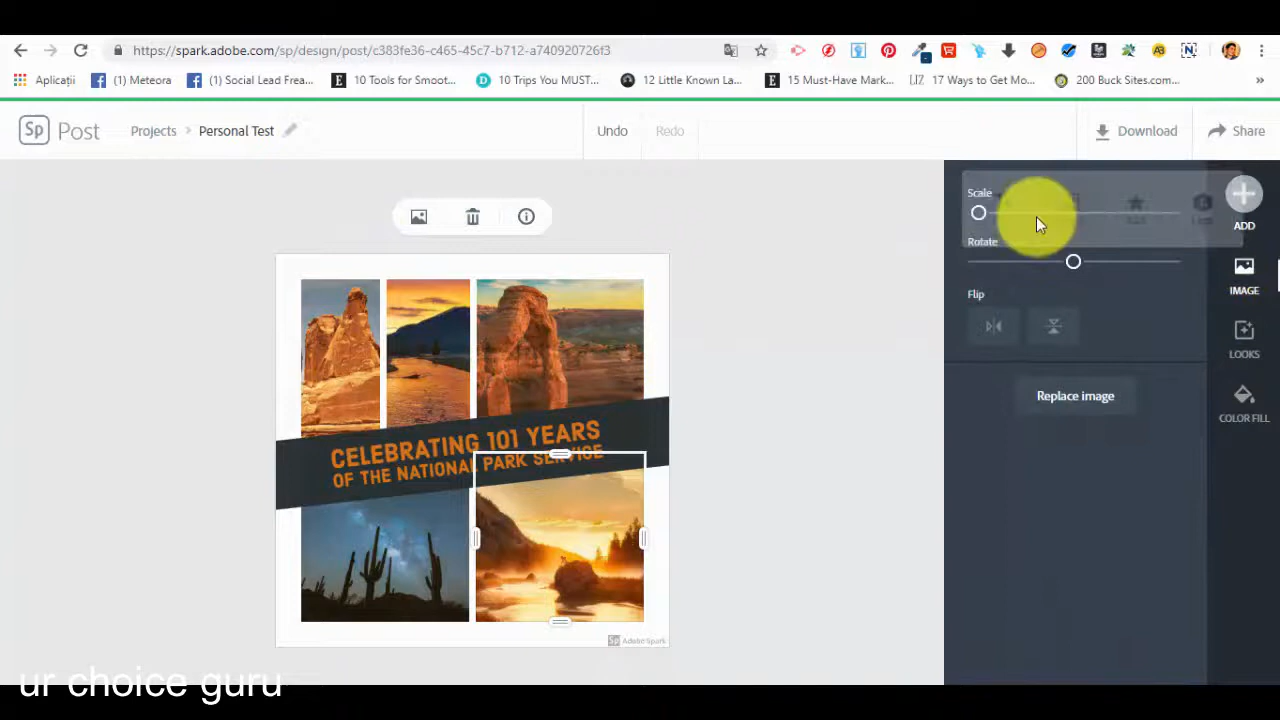 https://spark.adobe.com/sp/design/post/c383fe36-c465-45c7-b712-a740920726f3
Aplicații
(1) Meteora
(1) Social Lead Frea...
10 Tools for Smoot...
10 Trips You MUST...
12 Little Known La...
15 Must-Have Mark...
17 Ways to Get Mo...
200 Buck Sites.com...
»
Sp Post
Projects > Personal Test
Undo
Redo
Download
Share
Scale
Rotate
Flip
Replace image
ADD
IMAGE
LOOKS
COLOR FILL
CELEBRATING 101 YEARS
OF THE NATIONAL PARK SERVICE
Sp Adobe Spark
ur choice guru